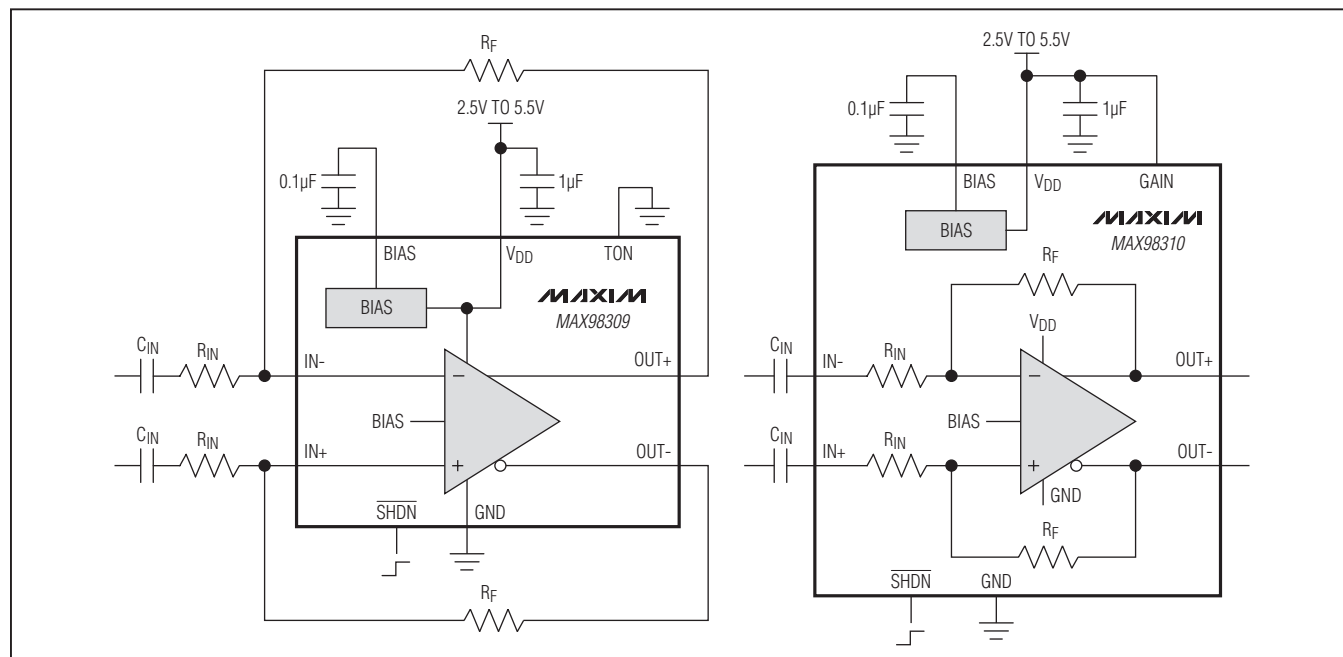 RF
2.5V TO 5.5V
0.1µF
1µF
BIAS
VDD
TON
BIAS
MAXIM
MAX98309
CIN
RIN
IN-
OUT+
BIAS
CIN
RIN
IN+
OUT-
SHDN
GND
RF
2.5V TO 5.5V
0.1µF
1µF
BIAS
VDD
GAIN
BIAS
MAXIM
MAX98310
RF
VDD
CIN
IN-
RIN
OUT+
BIAS
CIN
IN+
RIN
OUT-
GND
RF
SHDN
GND